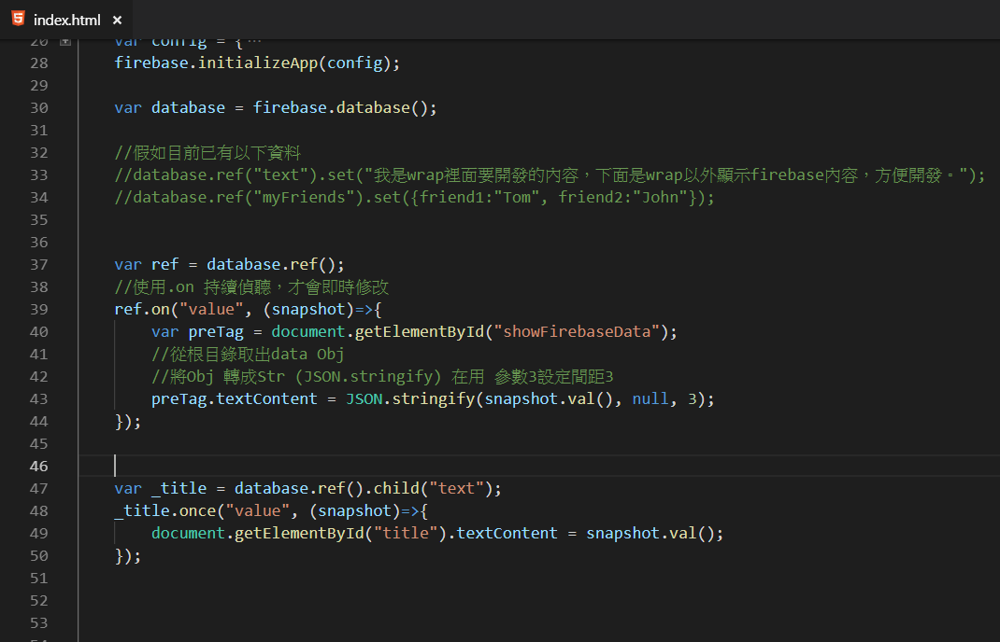 index.html ×
20 var config = { ···
28 firebase.initializeApp(config);
29
30 var database = firebase.database();
31
32 //假如目前已有以下資料
33 //database.ref("text").set("我是wrap裡面要開發的內容，下面是wrap以外顯示firebase內容，方便開發。");
34 //database.ref("myFriends").set({friend1:"Tom", friend2:"John"});
35
36
37 var ref = database.ref();
38 //使用.on 持續偵聽，才會即時修改
39 ref.on("value", (snapshot)=>{
40 var preTag = document.getElementById("showFirebaseData");
41 //從根目錄取出data Obj
42 //將Obj 轉成Str (JSON.stringify) 在用 參數3設定間距3
43 preTag.textContent = JSON.stringify(snapshot.val(), null, 3);
44 });
45
46
47 var _title = database.ref().child("text");
48 _title.once("value", (snapshot)=>{
49 document.getElementById("title").textContent = snapshot.val();
50 });
51
52
53